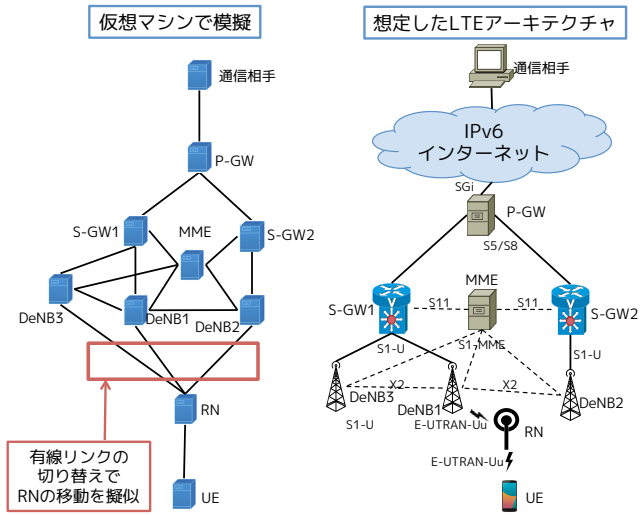 仮想マシンで模擬
通信相手
P-GW
S-GW1
MME
S-GW2
DeNB3
DeNB1
DeNB2
RN
有線リンクの
切り替えで
RNの移動を擬似
UE
想定したLTEアーキテクチャ
通信相手
IPv6
インターネット
SGi
P-GW
S5/S8
MME
S-GW1
S11
S11
S-GW2
S1-U
S1-MME
S1-U
X2
X2
DeNB3
DeNB1
DeNB2
S1-U
E-UTRAN-Uu
RN
E-UTRAN-Uu
UE